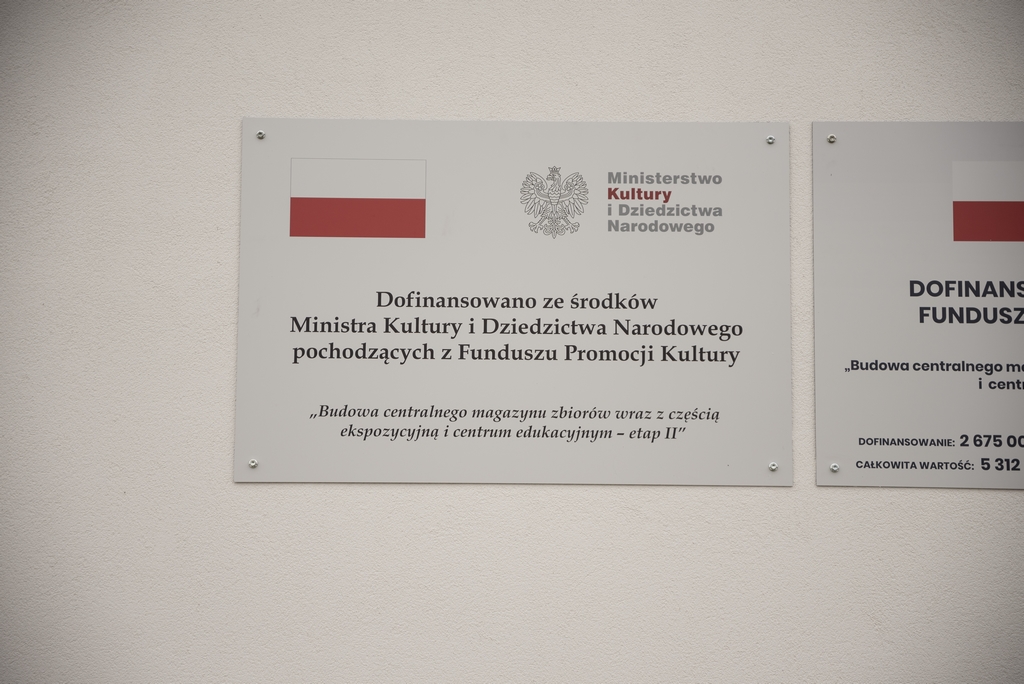 Ministerstwo
Kultury
i Dziedzictwa
Narodowego
Dofinansowano ze środków
Ministra Kultury i Dziedzictwa Narodowego
pochodzących z Funduszu Promocji Kultury
„Budowa centralnego magazynu zbiorów wraz z częścią
ekspozycyjną i centrum edukacyjnym – etap II”
DOFINANS
FUNDUSZ
„Budowa centralnego
i centr
DOFINANSOWANIE: 2 675 00
CAŁKOWITA WARTOŚĆ: 5 312